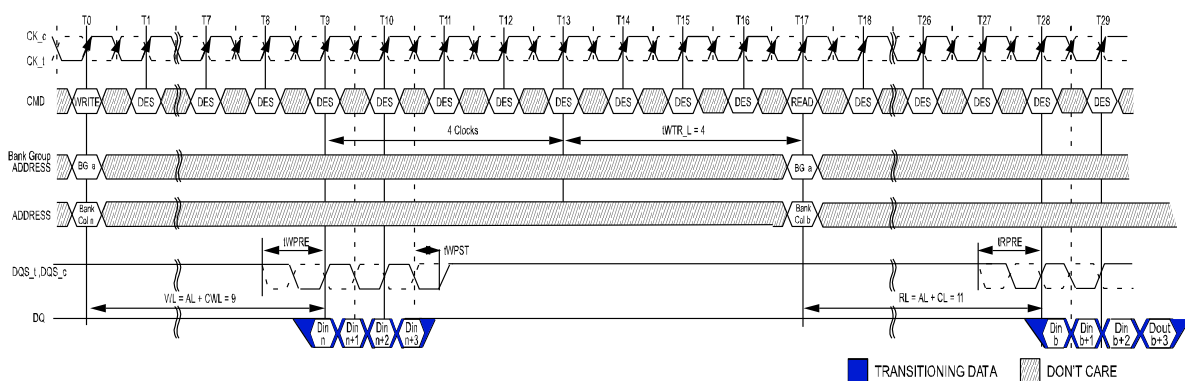 T0 T1 T7 T8 T9 T10 T11 T12 T13 T14 T15 T16 T17 T18 T26 T27 T28 T29
CK_c
CK_t
CMD WRITE DES DES DES DES DES DES DES DES DES DES DES READ DES DES DES DES DES
4 Clocks tWTR_L = 4
Bank Group
ADDRESS BG a BG a
ADDRESS Bank Col n Bank Col b
tWPRE tWPST tRPRE
DQS_t ,DQS_c
WL = AL + CWL = 9 RL = AL + CL = 11
DQ Din n Din n+1 Din n+2 Din n+3 Din b Din b+1 Din b+2 Dout b+3
TRANSITIONING DATA DON'T CARE